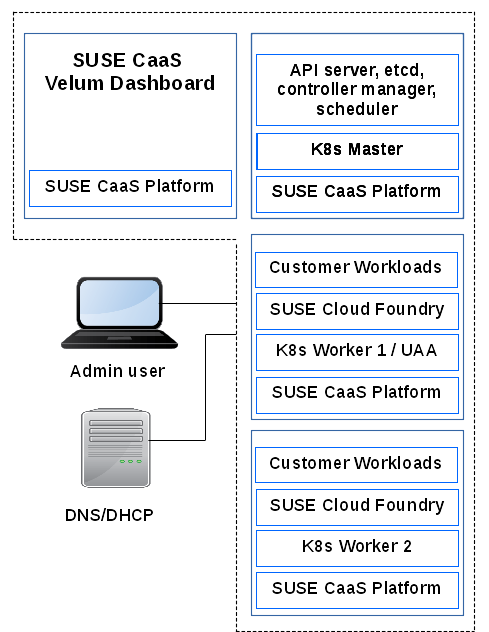 SUSE CaaS
Velum Dashboard
SUSE CaaS Platform
API server, etcd,
controller manager,
scheduler
K8s Master
SUSE CaaS Platform
Customer Workloads
SUSE Cloud Foundry
K8s Worker 1 / UAA
SUSE CaaS Platform
Admin user
DNS/DHCP
Customer Workloads
SUSE Cloud Foundry
K8s Worker 2
SUSE CaaS Platform